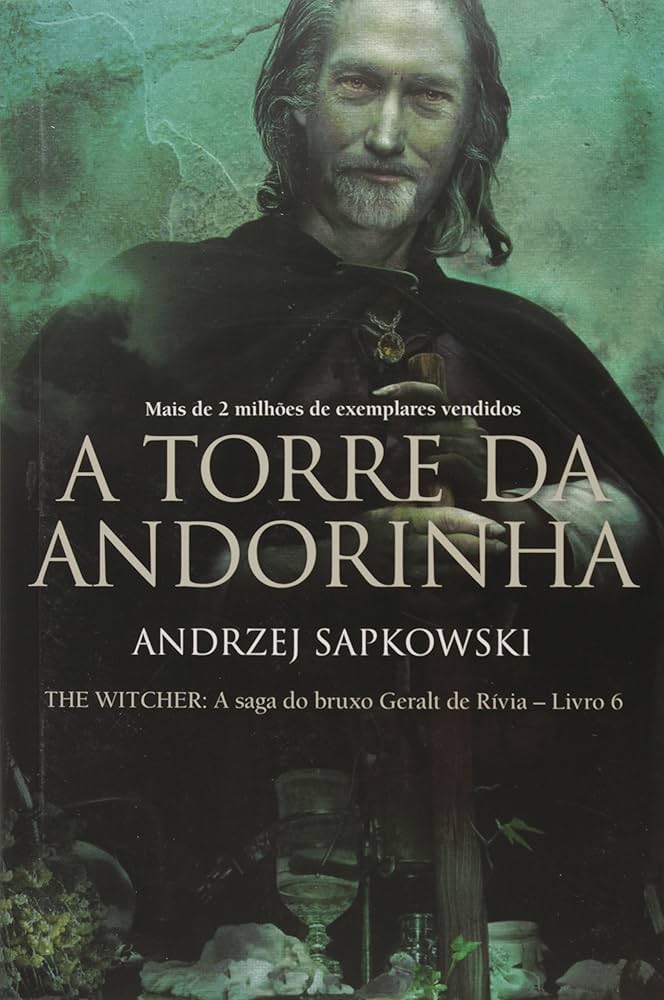 Mais de 2 milhões de exemplares vendidos
A TORRE DA
ANDORINHA
ANDRZEJ SAPKOWSKI
THE WITCHER: A saga do bruxo Geralt de Rívia – Livro 6